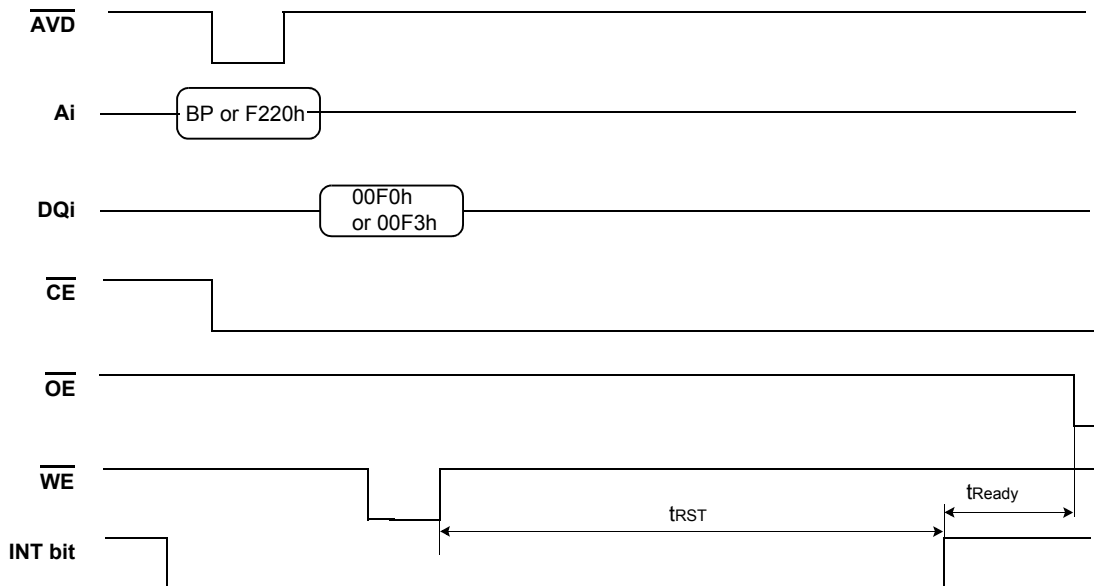 AVD
Ai
BP or F220h
DQi
00F0h
or 00F3h
CE
OE
WE
tRST
tReady
INT bit